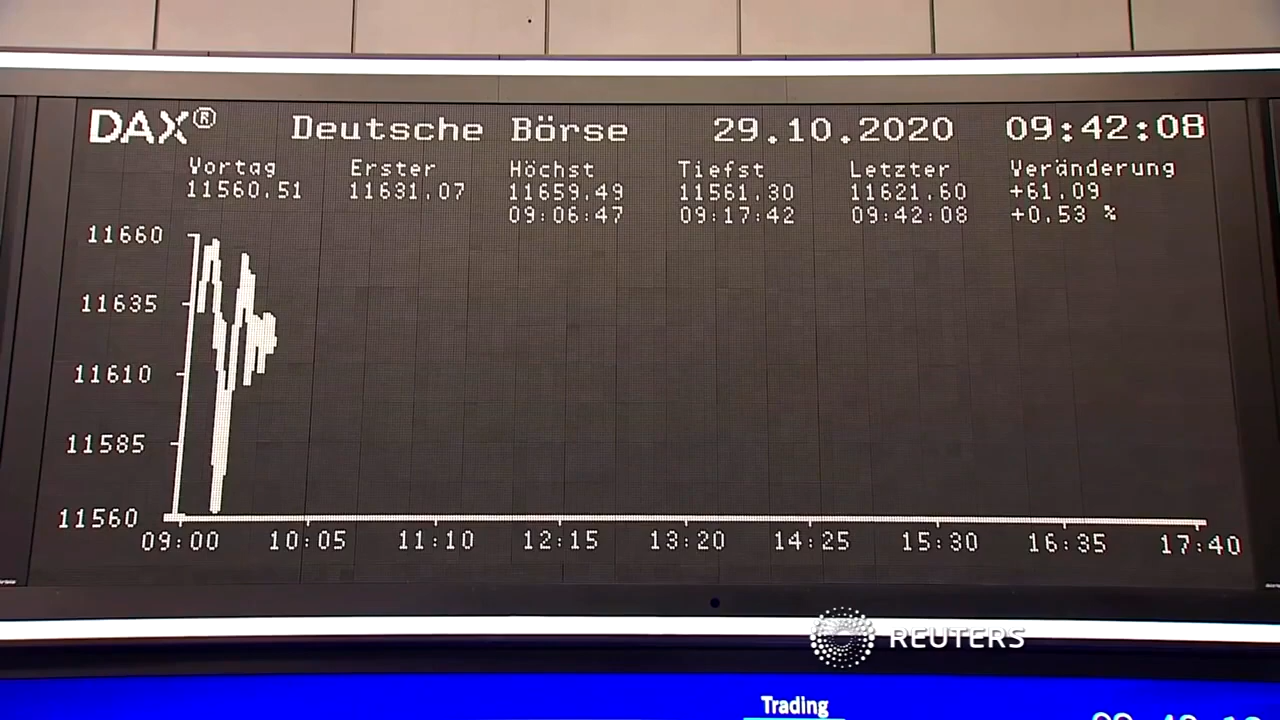 DAX® Deutsche Börse 29.10.2020 09:42:08
Vortag Erster Höchst Tiefst Letzter Veränderung
11560.51 11631.07 11659.49 11561.30 11621.60 +61.09
09:06:47 09:17:42 09:42:08 +0.53 %
11660
11635
11610
11585
11560
09:00 10:05 11:10 12:15 13:20 14:25 15:30 16:35 17:40
REUTERS
Trading